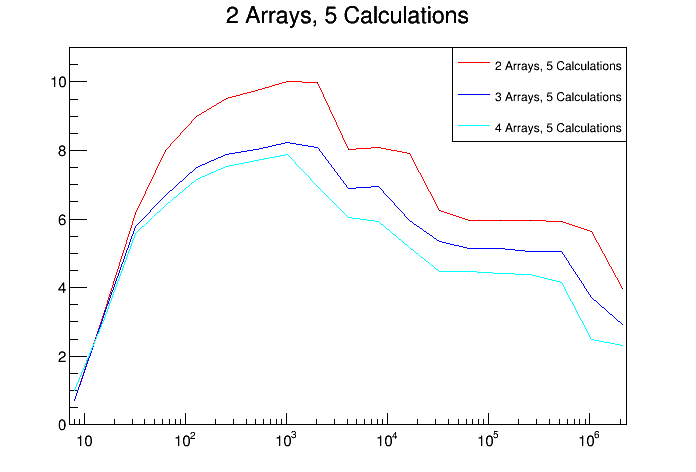 2 Arrays, 5 Calculations
2 Arrays, 5 Calculations
3 Arrays, 5 Calculations
4 Arrays, 5 Calculations
10
8
6
4
2
0
10 10² 10³ 10⁴ 10⁵ 10⁶